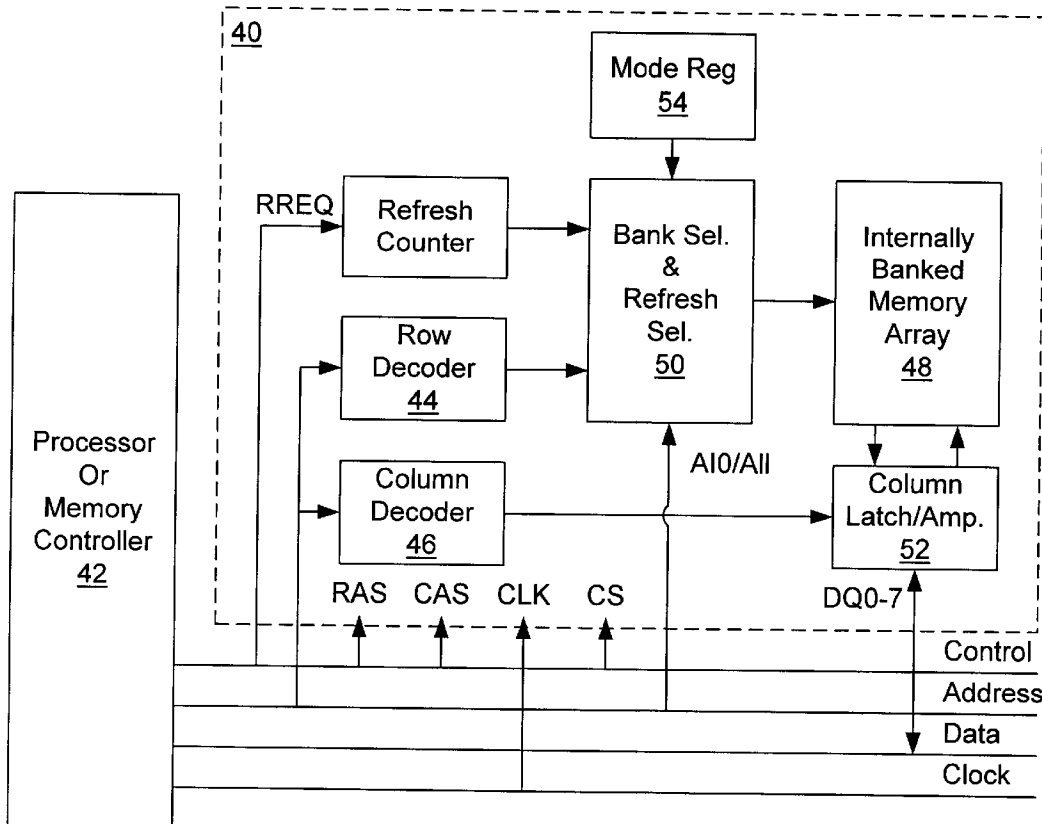 40
Mode Reg
54
RREQ
Refresh
Counter
Bank Sel.
&
Refresh
Sel.
50
Internally
Banked
Memory
Array
48
Row
Decoder
44
Processor
Or
Memory
Controller
42
AI0/All
Column
Decoder
46
Column
Latch/Amp.
52
RAS
CAS
CLK
CS
DQ0-7
Control
Address
Data
Clock